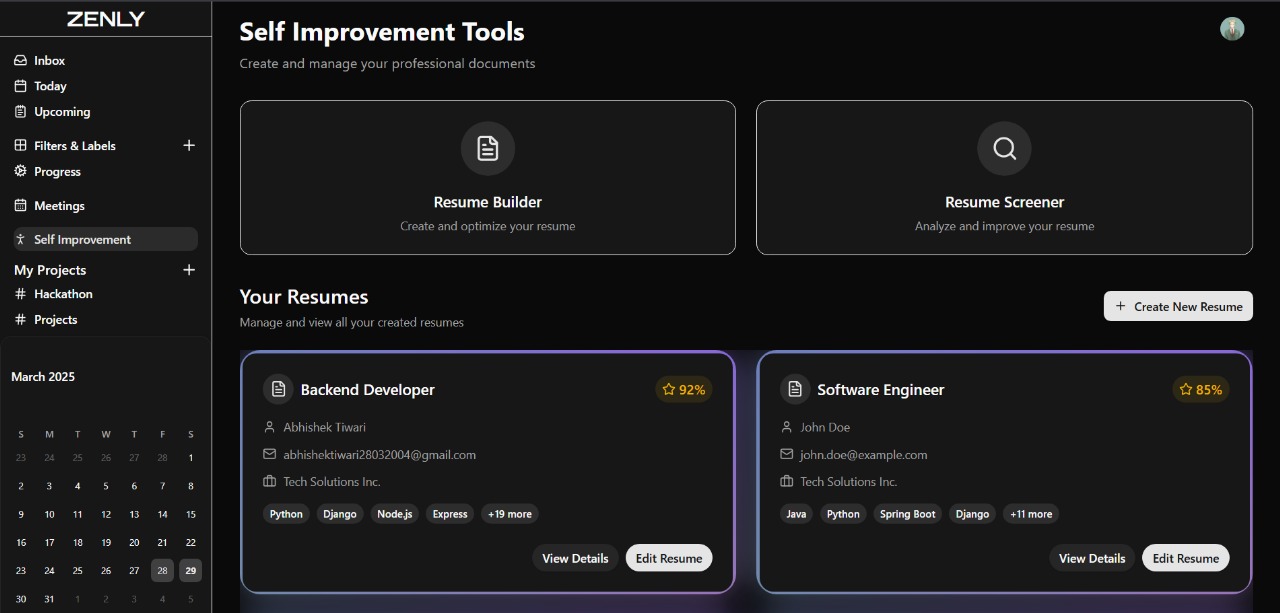 ZENLY
Inbox
Today
Upcoming
Filters & Labels
Progress
Meetings
Self Improvement
My Projects
Hackathon
Projects
March 2025
S M T W T F S
23 24 25 26 27 28 1
2 3 4 5 6 7 8
9 10 11 12 13 14 15
16 17 18 19 20 21 22
23 24 25 26 27 28 29
30 31 1 2 3 4 5
Self Improvement Tools
Create and manage your professional documents
Resume Builder
Create and optimize your resume
Resume Screener
Analyze and improve your resume
Your Resumes
Manage and view all your created resumes
+ Create New Resume
Backend Developer 92%
Abhishek Tiwari
abhishektiwari28032004@gmail.com
Tech Solutions Inc.
Python Django Node.js Express +19 more
View Details Edit Resume
Software Engineer 85%
John Doe
john.doe@example.com
Tech Solutions Inc.
Java Python Spring Boot Django +11 more
View Details Edit Resume